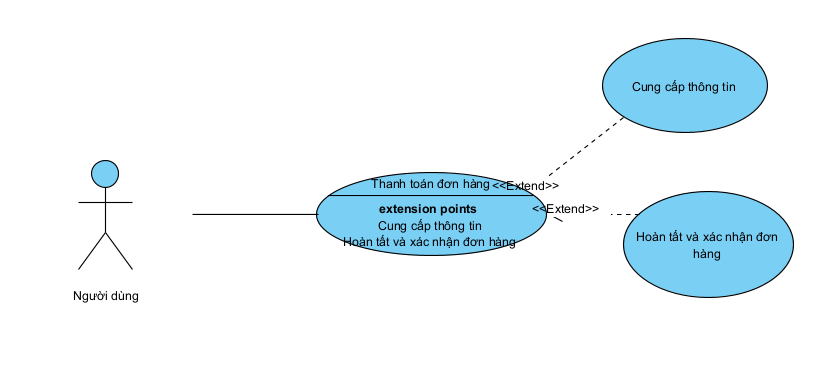 Cung cấp thông tin
Thanh toán đơn hàng
<<Extend>>
extension points
<<Extend>>
Cung cấp thông tin
Hoàn tất và xác nhận đơn hàng
Hoàn tất và xác nhận đơn
hàng
Người dùng